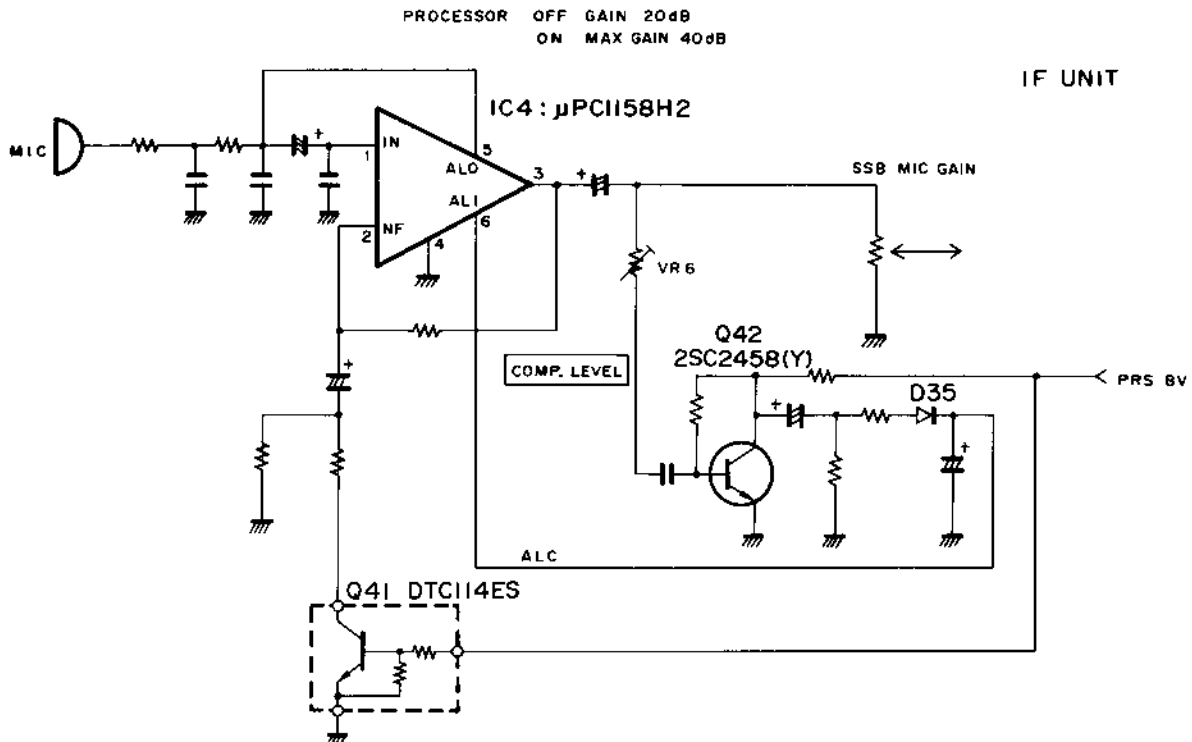 PROCESSOR OFF GAIN 20dB
ON MAX GAIN 40dB
IF UNIT
IC4 : µPC1158H2
MIC
IN
1
5
ALO
3
ALI
6
NF
2
4
+
+
+
SSB MIC GAIN
VR6
Q42
2SC2458(Y)
COMP. LEVEL
PRS 8V
D35
+
+
ALC
Q41 DTC114ES